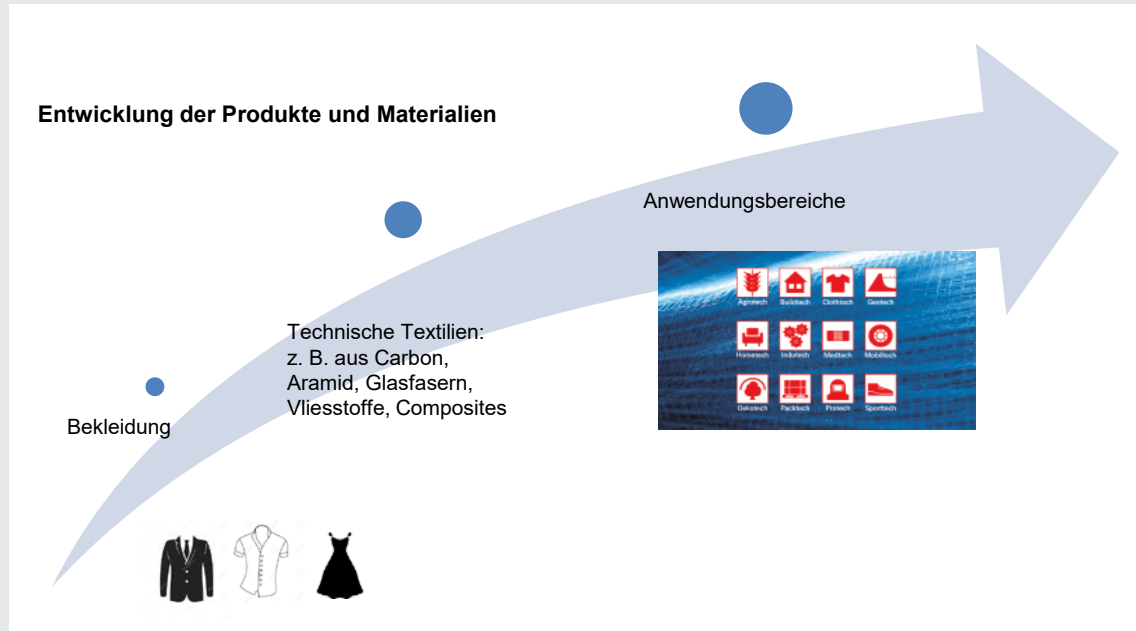 Entwicklung der Produkte und Materialien
Anwendungsbereiche
Technische Textilien:
z. B. aus Carbon,
Aramid, Glasfasern,
Vliesstoffe, Composites
Bekleidung
Agrotech Buildtech Clothtech Geotech
Hometech Indutech Medtech Mobiltech
Oekotech Packtech Protech Sporttech